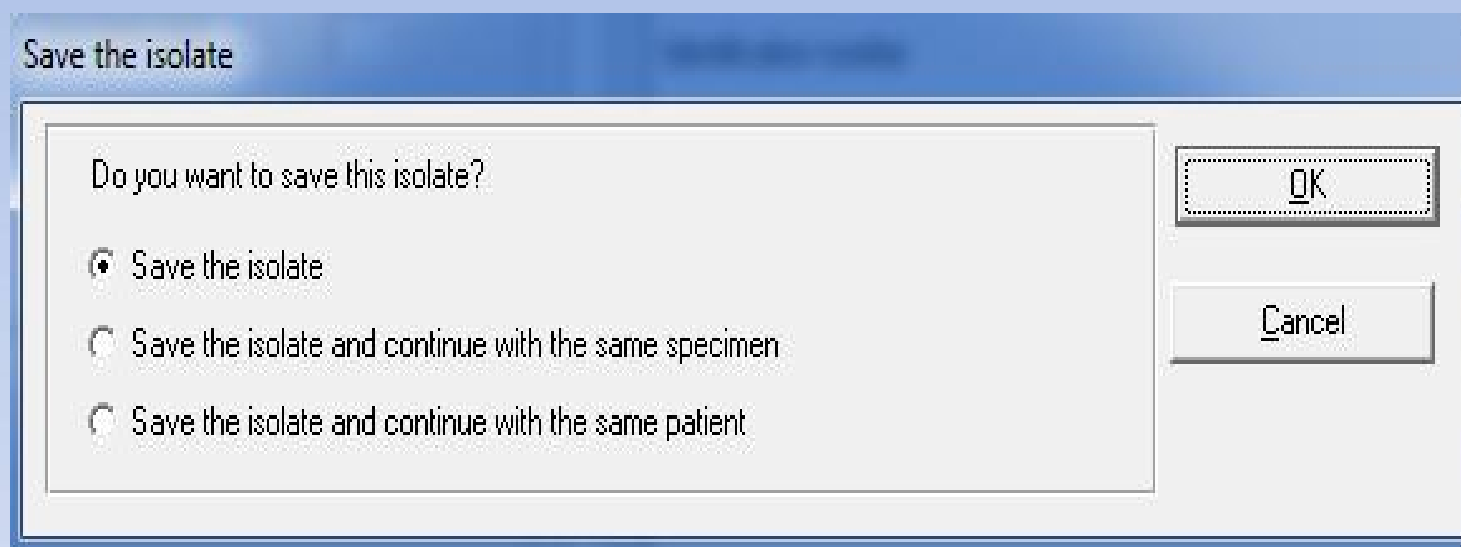 Save the isolate
Do you want to save this isolate?
Save the isolate
Save the isolate and continue with the same specimen
Save the isolate and continue with the same patient
OK
Cancel